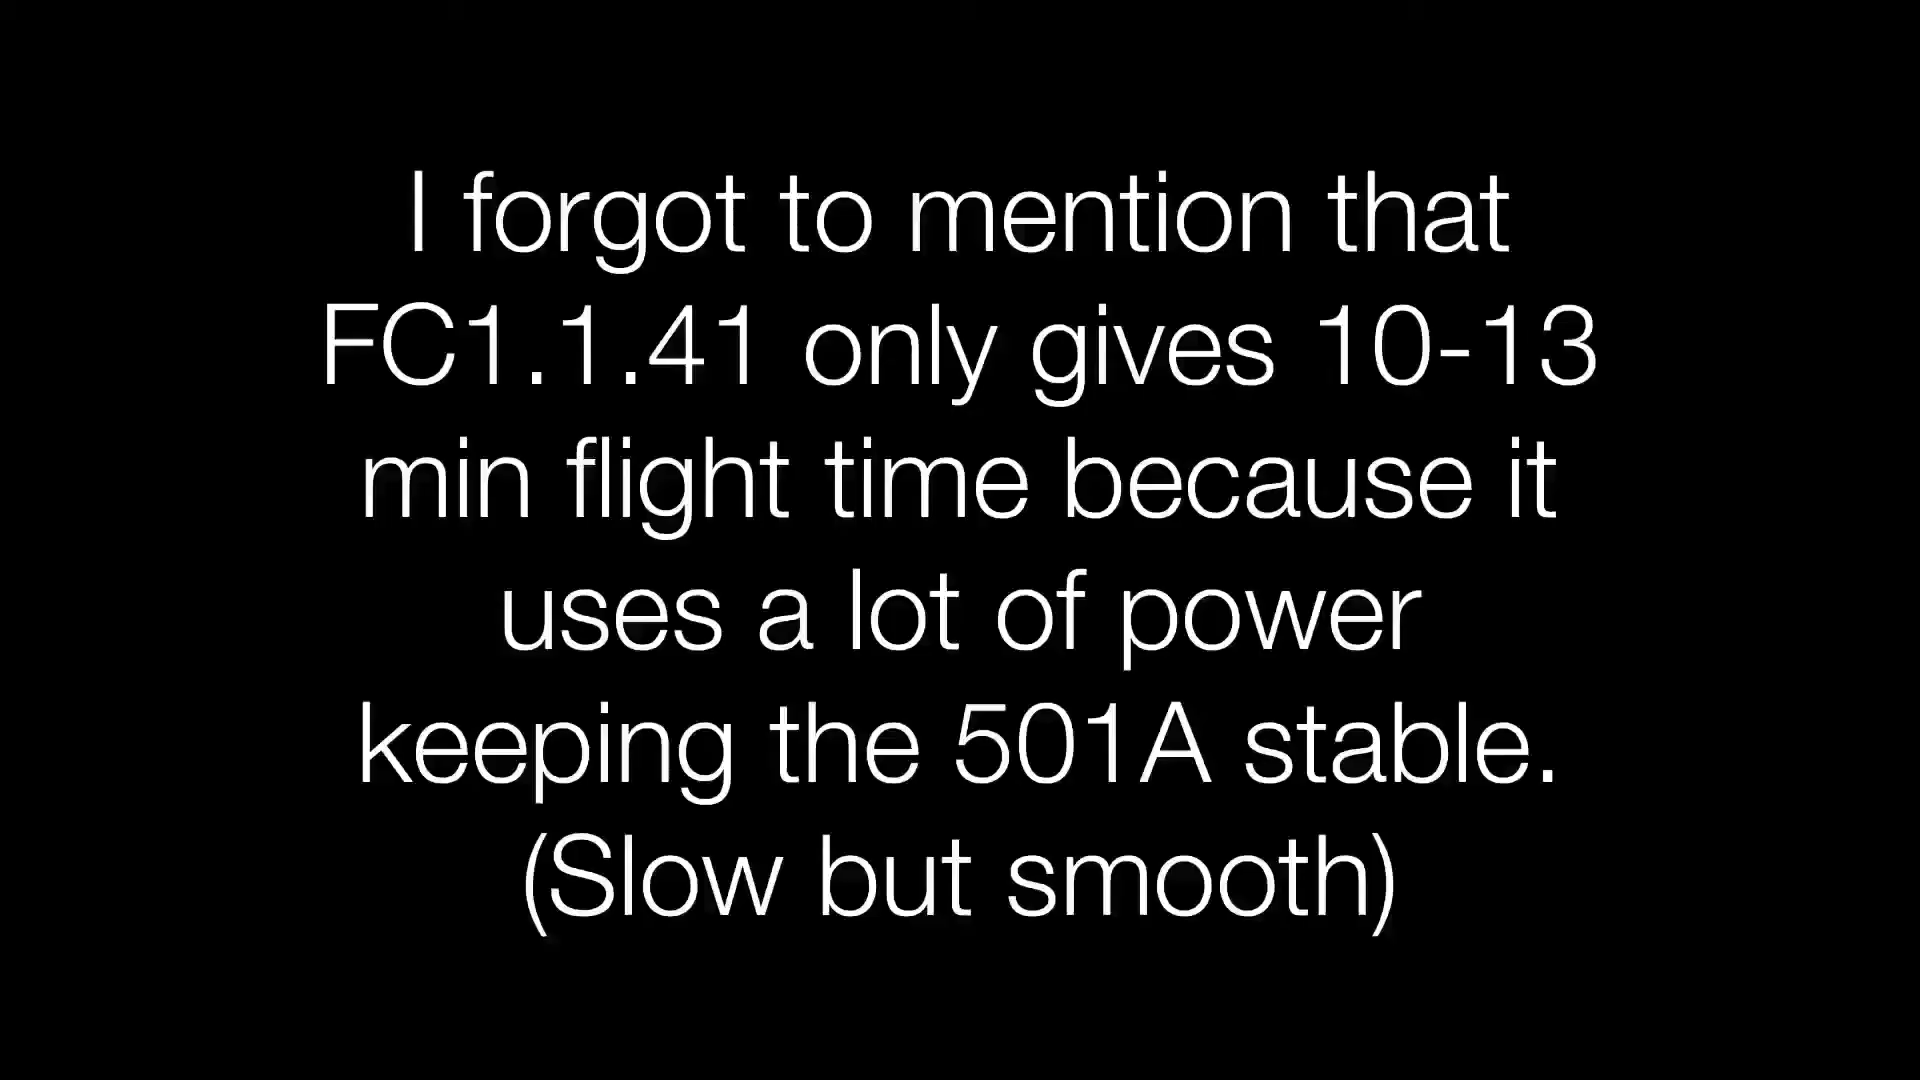 I forgot to mention that
FC1.1.41 only gives 10-13
min flight time because it
uses a lot of power
keeping the 501A stable.
(Slow but smooth)